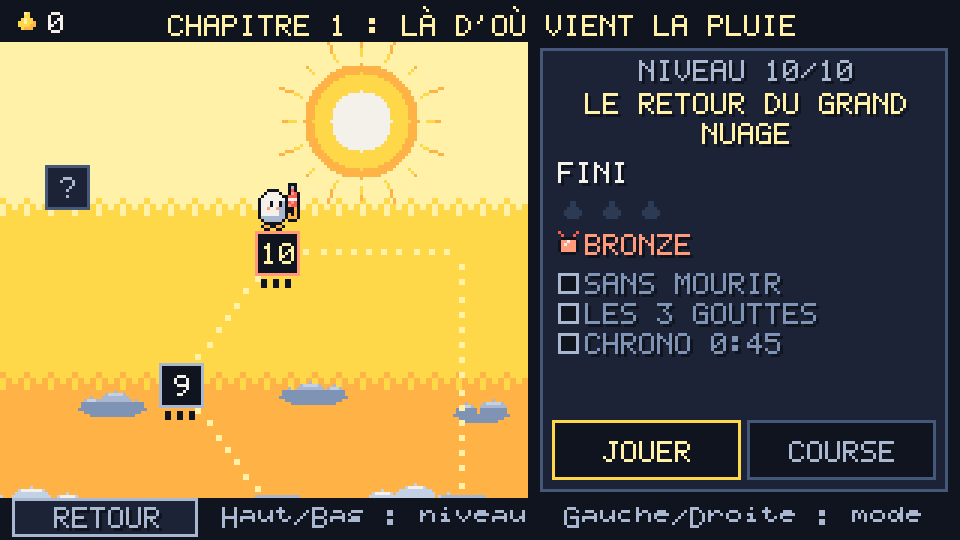 0
CHAPITRE 1 : LÀ D'OÙ VIENT LA PLUIE
NIVEAU 10/10
LE RETOUR DU GRAND
NUAGE
FINI
BRONZE
SANS MOURIR
LES 3 GOUTTES
CHRONO 0:45
?
10
9
JOUER
COURSE
RETOUR
Haut/Bas : niveau
Gauche/Droite : mode